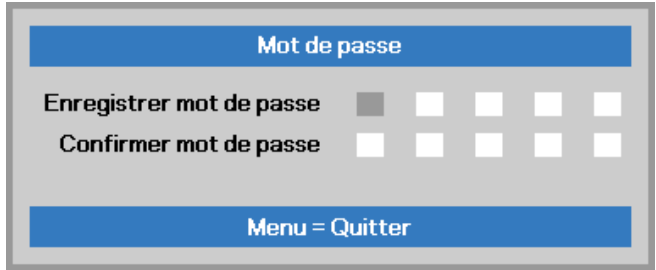 Mot de passe
Enregistrer mot de passe
Confirmer mot de passe
Menu = Quitter